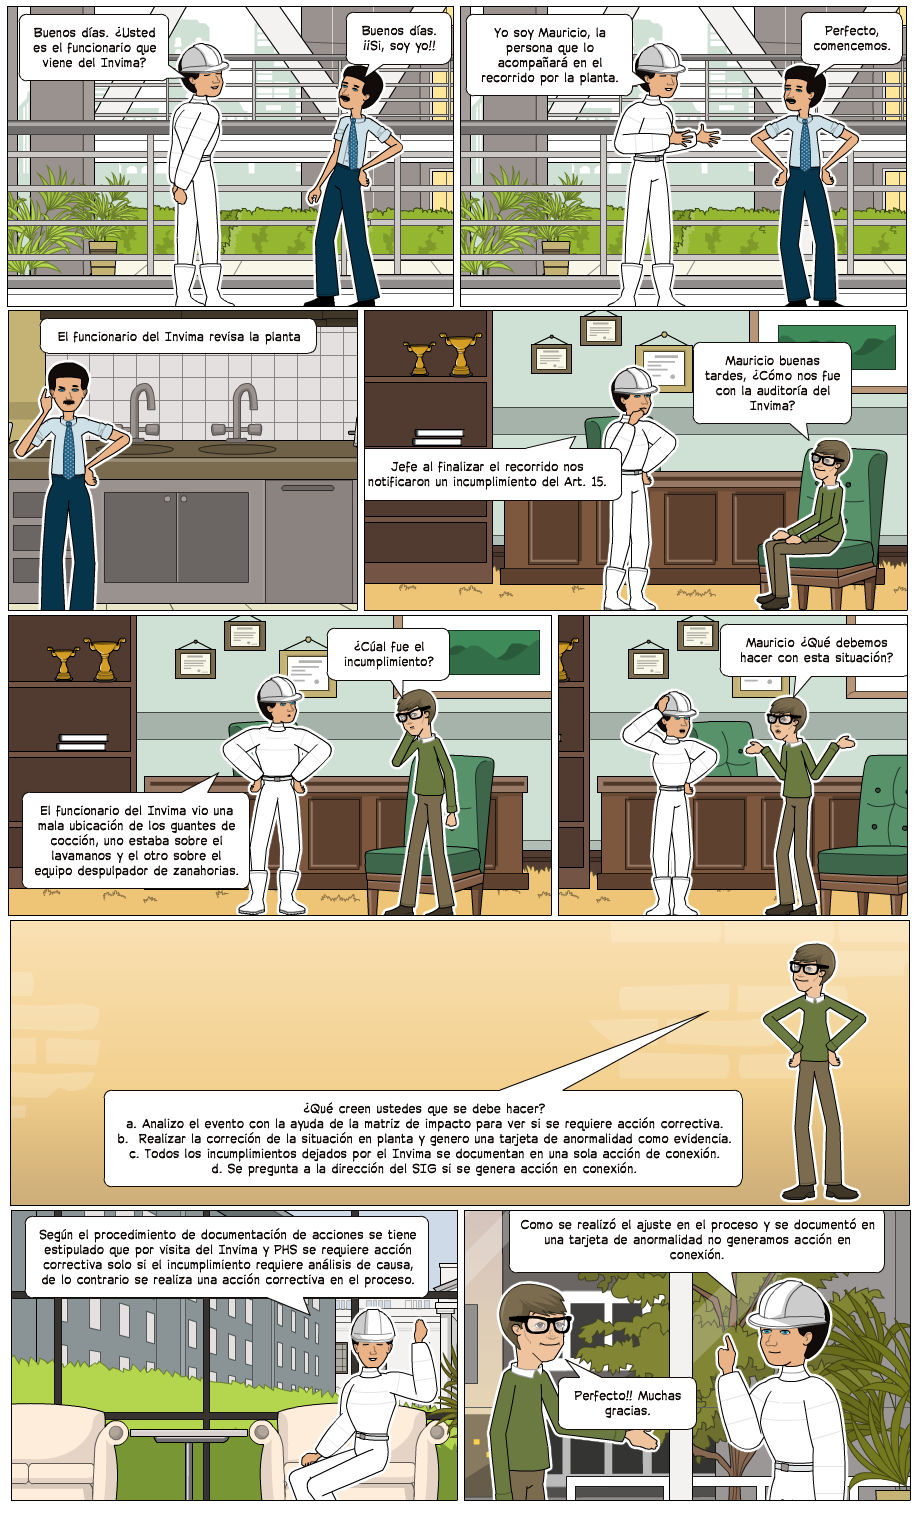 Buenos días. ¿Usted
es el funcionario que
viene del Invima?
Buenos días.
¡¡Si, soy yo!!
Yo soy Mauricio, la
persona que lo
acompañará en el
recorrido por la planta.
Perfecto,
comencemos.
El funcionario del Invima revisa la planta
Mauricio buenas
tardes, ¿Cómo nos fue
con la auditoría del
Invima?
Jefe al finalizar el recorrido nos
notificaron un incumplimiento del Art. 15.
¿Cúal fue el
incumplimiento?
El funcionario del Invima vio una
mala ubicación de los guantes de
cocción, uno estaba sobre el
lavamanos y el otro sobre el
equipo despulpador de zanahorias.
Mauricio ¿Qué debemos
hacer con esta situación?
¿Qué creen ustedes que se debe hacer?
a. Analizo el evento con la ayuda de la matriz de impacto para ver si se requiere acción correctiva.
b. Realizar la correción de la situación en planta y genero una tarjeta de anormalidad como evidencia.
c. Todos los incumplimientos dejados por el Invima se documentan en una sola acción de conexión.
d. Se pregunta a la dirección del SIG si se genera acción en conexión.
Según el procedimiento de documentación de acciones se tiene
estipulado que por visita del Invima y PHS se requiere acción
correctiva solo si el incumplimiento requiere análisis de causa,
de lo contrario se realiza una acción correctiva en el proceso.
Como se realizó el ajuste en el proceso y se documentó en
una tarjeta de anormalidad no generamos acción en
conexión.
Perfecto!! Muchas
gracias.